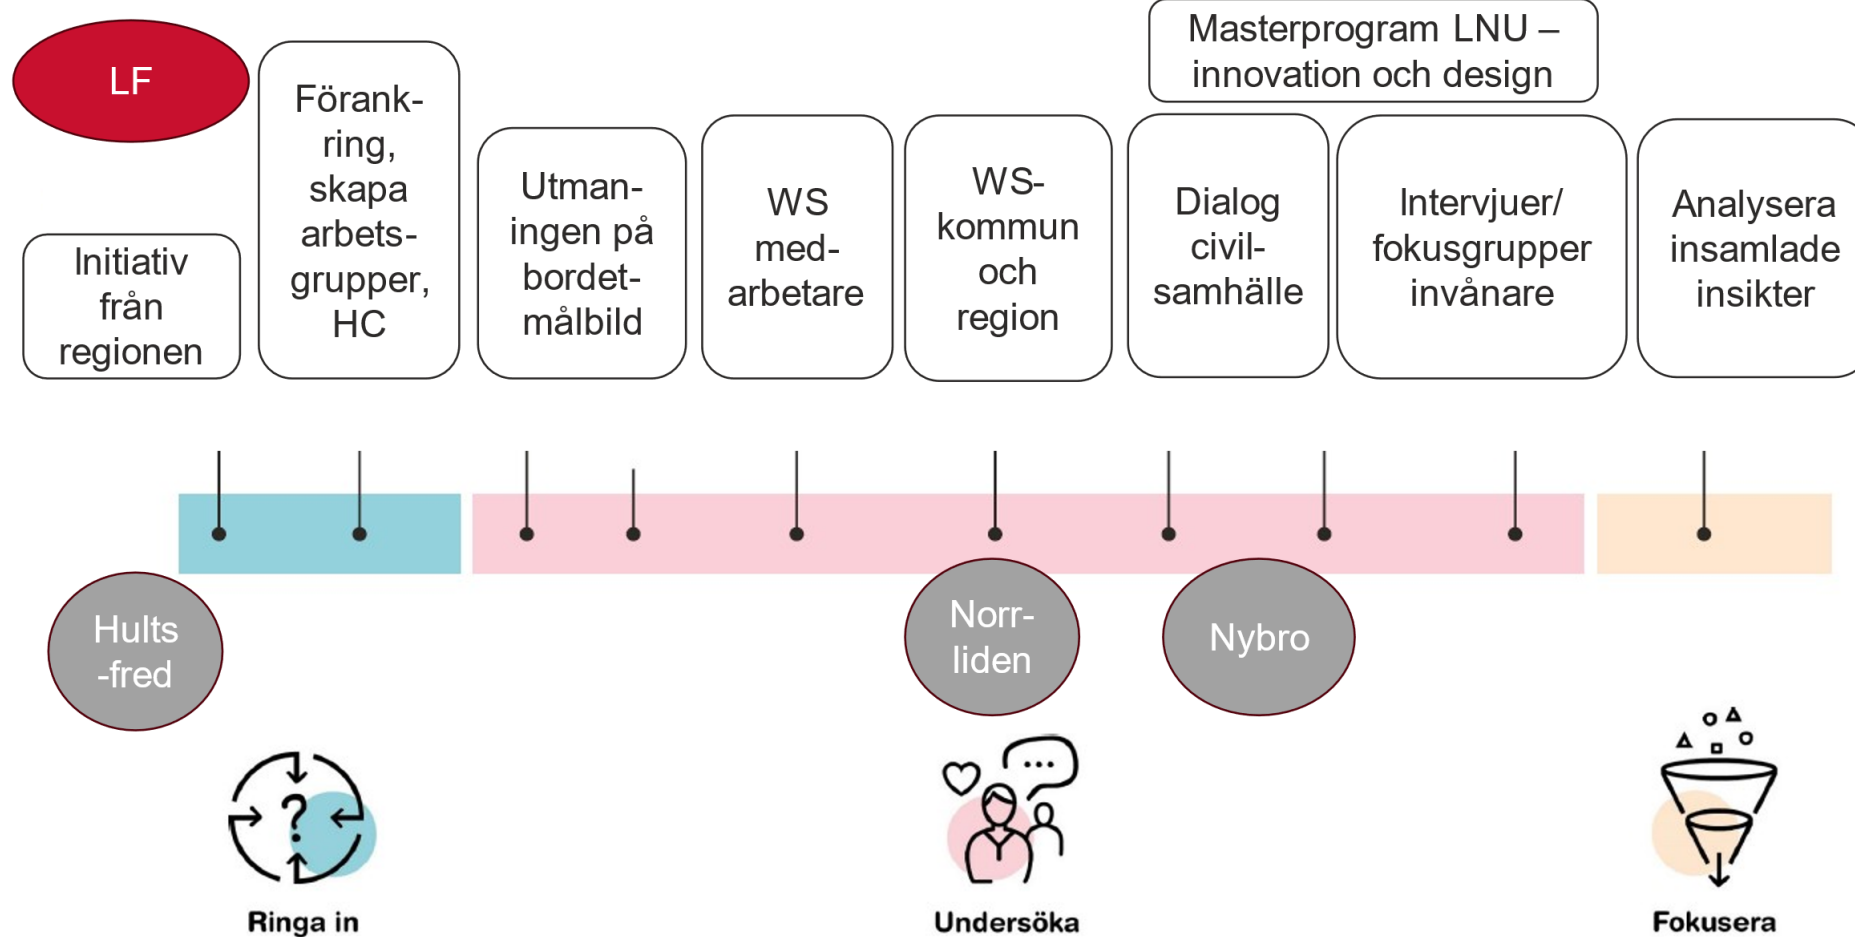 LF
Initiativ
från
regionen
Förank-
ring,
skapa
arbets-
grupper,
HC
Utman-
ingen på
bordet-
målbild
WS
med-
arbetare
WS-
kommun
och
region
Masterprogram LNU –
innovation och design
Dialog
civil-
samhälle
Intervjuer/
fokusgrupper
invånare
Analysera
insamlade
insikter
Hults
-fred
Norr-
liden
Nybro
Ringa in
Undersöka
Fokusera